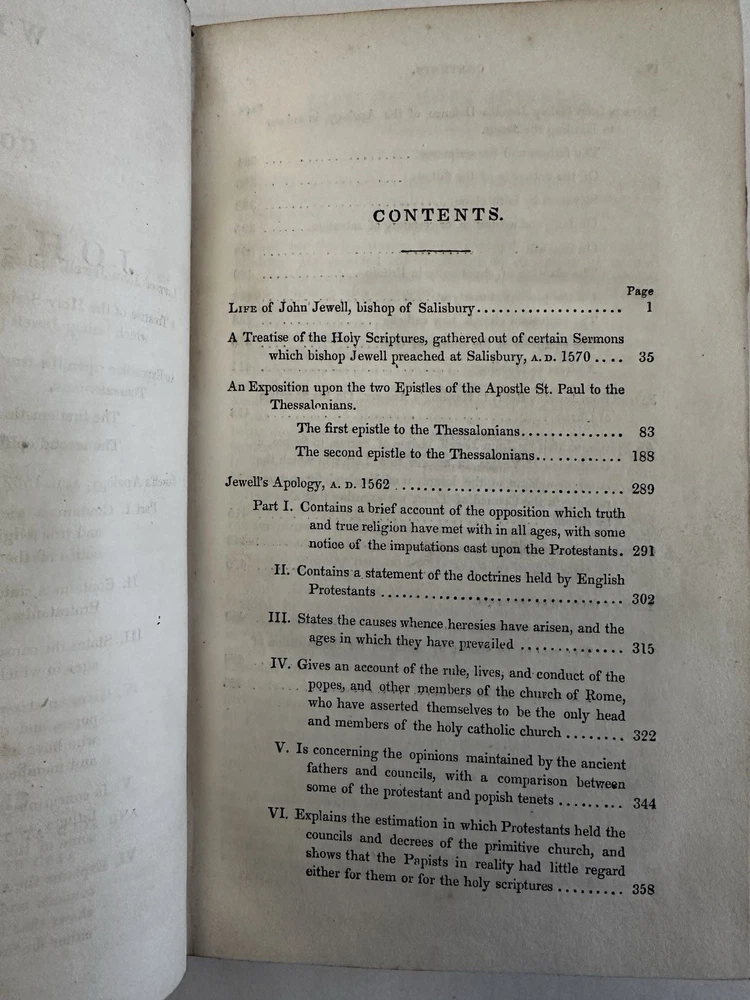 CONTENTS.
Page
LIFE of John Jewell, bishop of Salisbury.................... 1
A Treatise of the Holy Scriptures, gathered out of certain Sermons
which bishop Jewell preached at Salisbury, A. D. 1570 .... 35
An Exposition upon the two Epistles of the Apostle St. Paul to the
Thessalonians.
The first epistle to the Thessalonians.............. 83
The second epistle to the Thessalonians............ 188
Jewell's Apology, A. D. 1562 ............................... 289
Part I. Contains a brief account of the opposition which truth
and true religion have met with in all ages, with some
notice of the imputations cast upon the Protestants. 291
II. Contains a statement of the doctrines held by English
Protestants .................................. 302
III. States the causes whence heresies have arisen, and the
ages in which they have prevailed .............. 315
IV. Gives an account of the rule, lives, and conduct of the
popes, and other members of the church of Rome,
who have asserted themselves to be the only head
and members of the holy catholic church ........ 322
V. Is concerning the opinions maintained by the ancient
fathers and councils, with a comparison between
some of the protestant and popish tenets ......... 344
VI. Explains the estimation in which Protestants held the
councils and decrees of the primitive church, and
shows that the Papists in reality had little regard
either for them or for the holy scriptures ......... 358